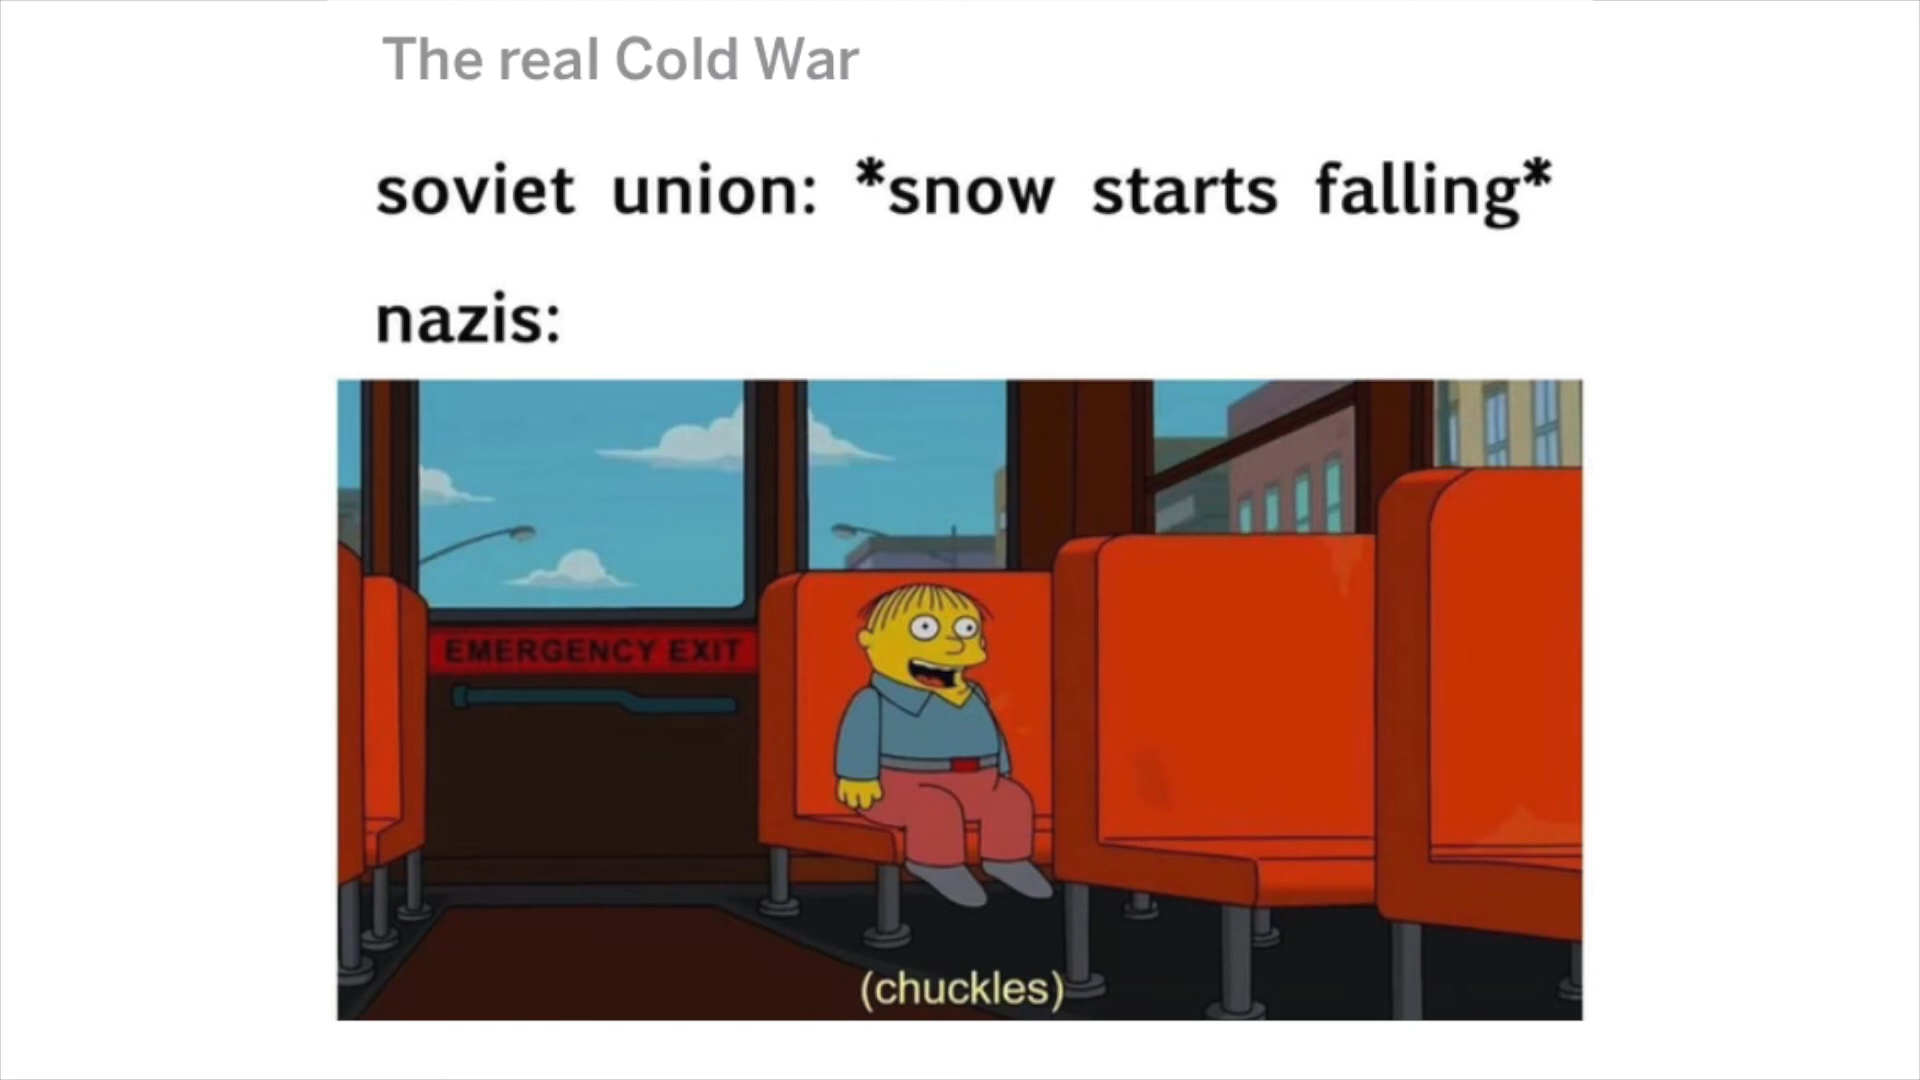 The real Cold War
soviet union: *snow starts falling*
nazis:
EMERGENCY EXIT
(chuckles)